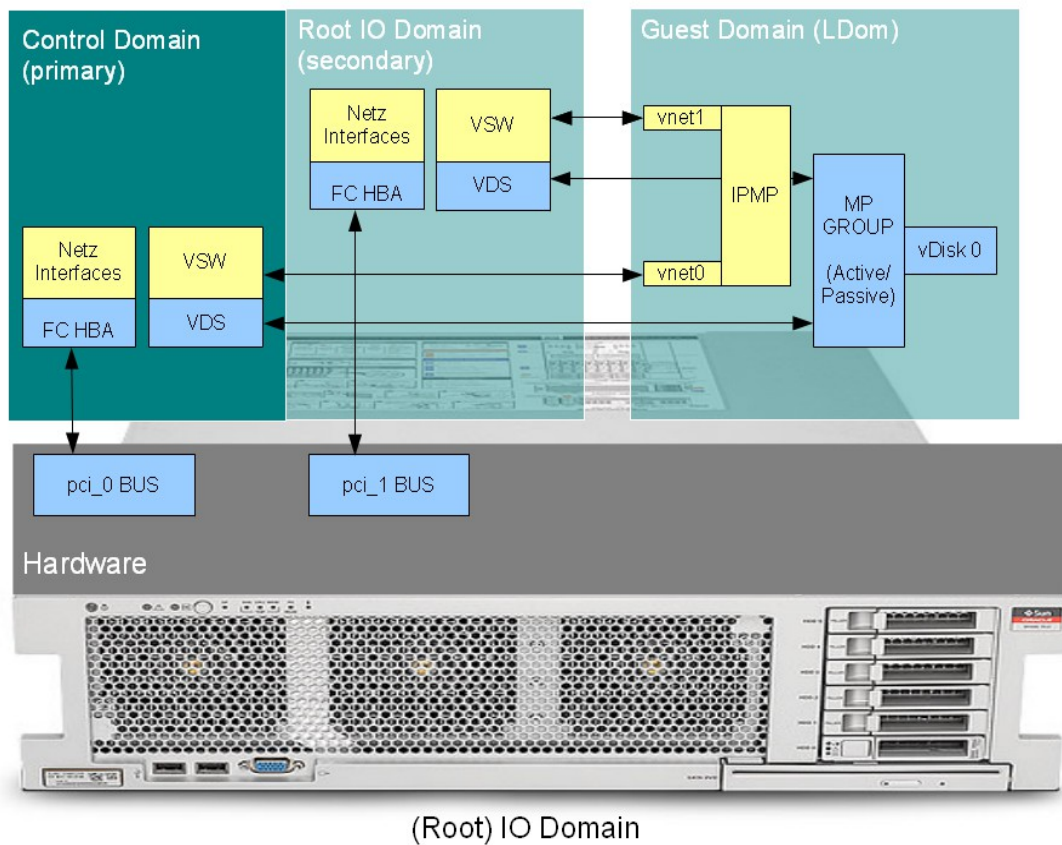 Control Domain
(primary)
Root IO Domain
(secondary)
Guest Domain (LDom)
Netz
Interfaces
VSW
FC HBA
VDS
vnet1
IPMP
MP
GROUP
(Active/
Passive)
vDisk 0
Netz
Interfaces
VSW
FC HBA
VDS
vnet0
pci_0 BUS
pci_1 BUS
Hardware
Sun
ORACLE
(Root) IO Domain